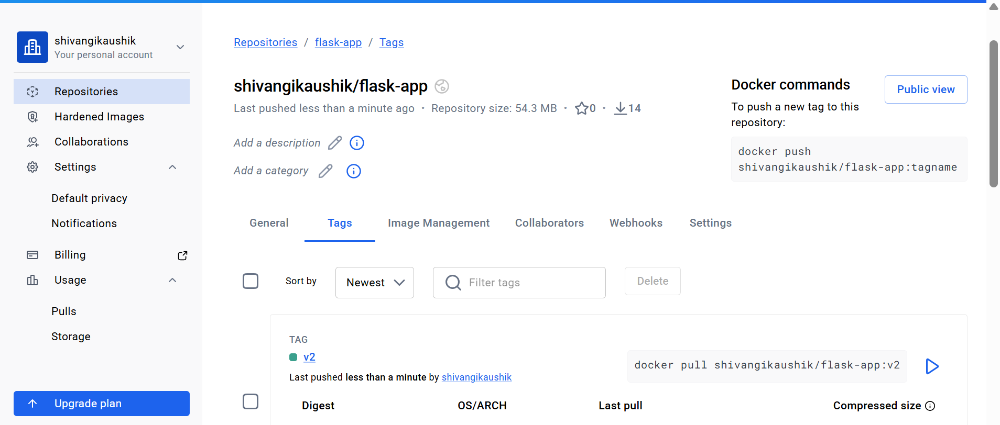 shivangikaushik
Your personal account
Repositories
Hardened Images
Collaborations
Settings
Default privacy
Notifications
Billing
Usage
Pulls
Storage
Upgrade plan
Repositories / flask-app / Tags
shivangikaushik/flask-app
Last pushed less than a minute ago • Repository size: 54.3 MB • 0 • 14
Add a description
Add a category
Docker commands
Public view
To push a new tag to this
repository:
docker push
shivangikaushik/flask-app:tagname
General Tags Image Management Collaborators Webhooks Settings
Sort by Newest Filter tags Delete
TAG
v2
docker pull shivangikaushik/flask-app:v2
Last pushed less than a minute by shivangikaushik
Digest OS/ARCH Last pull Compressed size